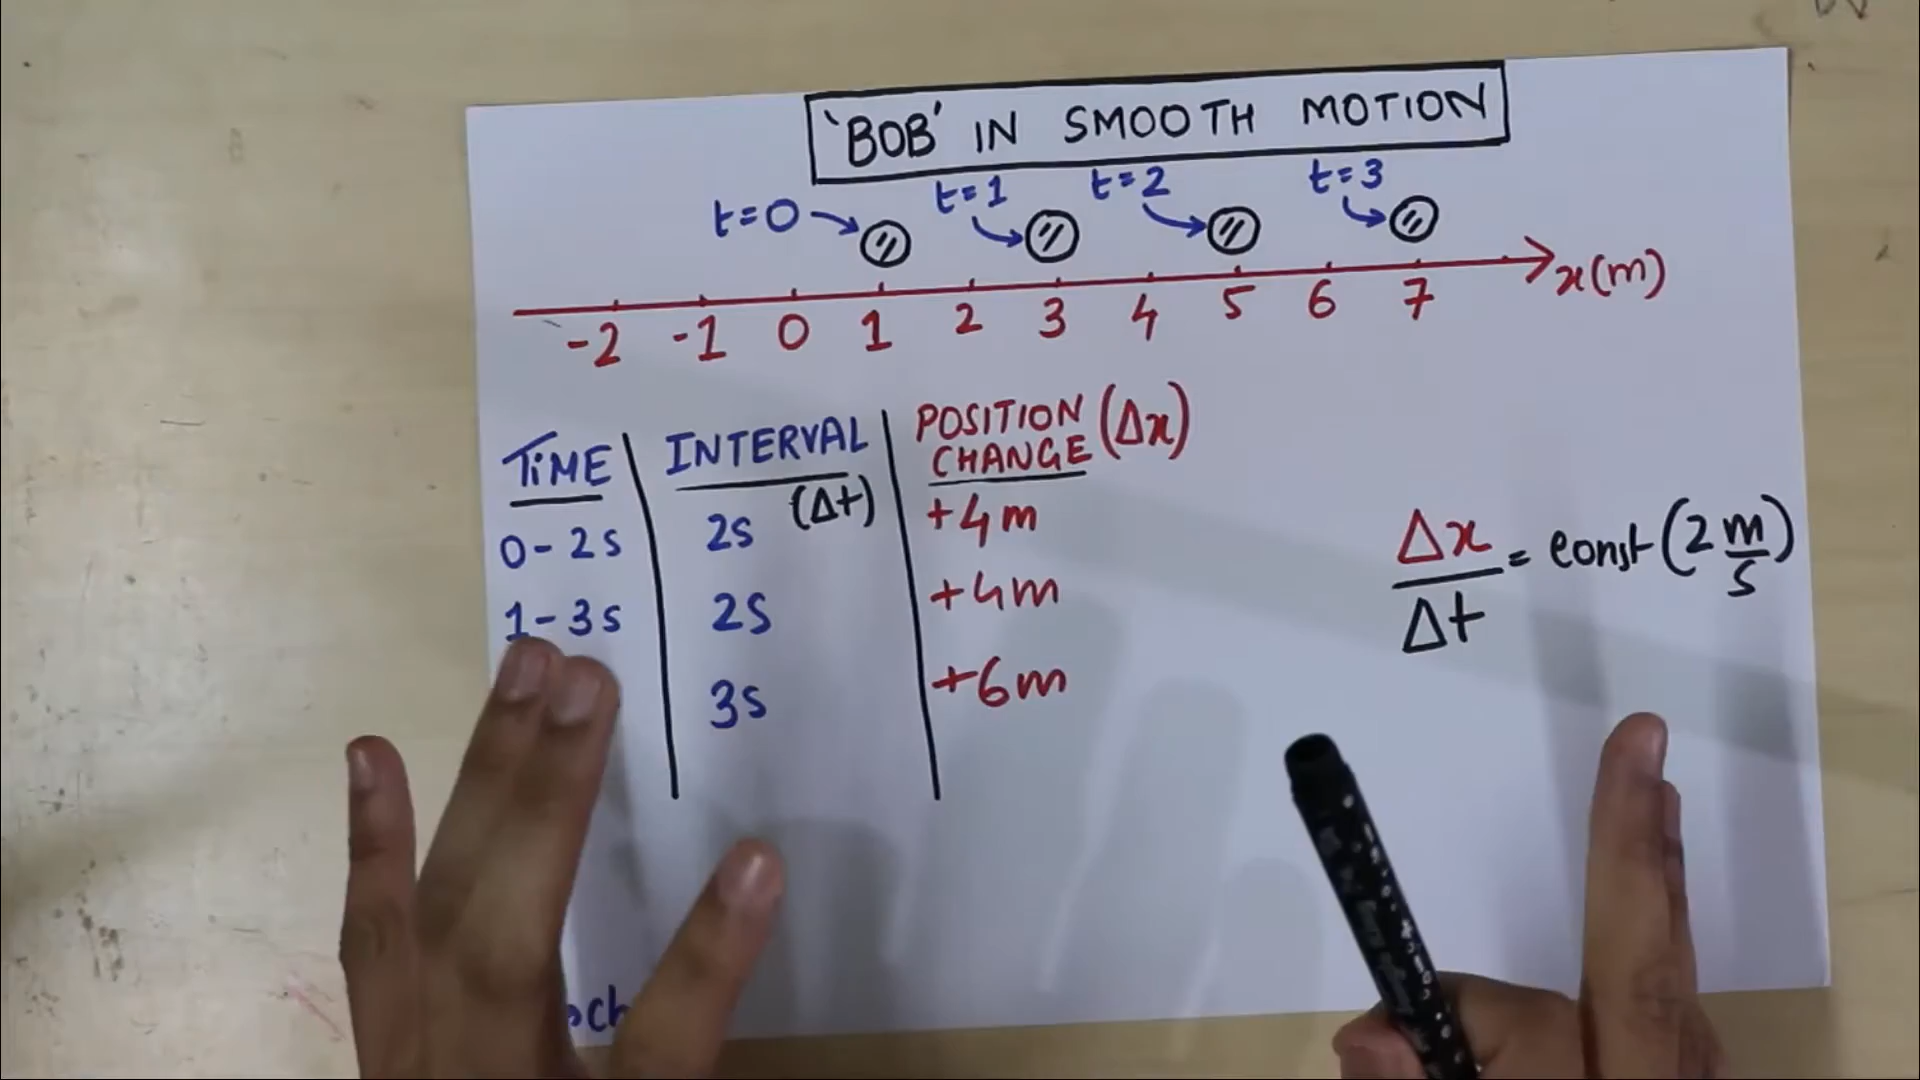 'BOB' IN SMOOTH MOTION
t=0 t=1 t=2 t=3
-2 -1 0 1 2 3 4 5 6 7 x(m)
TIME INTERVAL (Δt) POSITION CHANGE (Δx)
0-2s 2s +4m
1-3s 2s +4m
3s +6m
Δx/Δt = const (2 m/s)